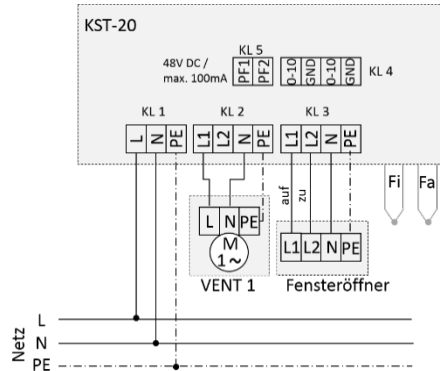 KST-20
KL 5
48V DC /
max. 100mA
PF1 PF2
0-10 GND 0-10 GND
KL 4
KL 1
KL 2
KL 3
L N PE
L1 L2 N PE
L1 L2 N PE
auf
zu
Fi
Fa
L N PE
M
1~
VENT 1
L1 L2 N PE
Fensteröffner
Netz
L
N
PE